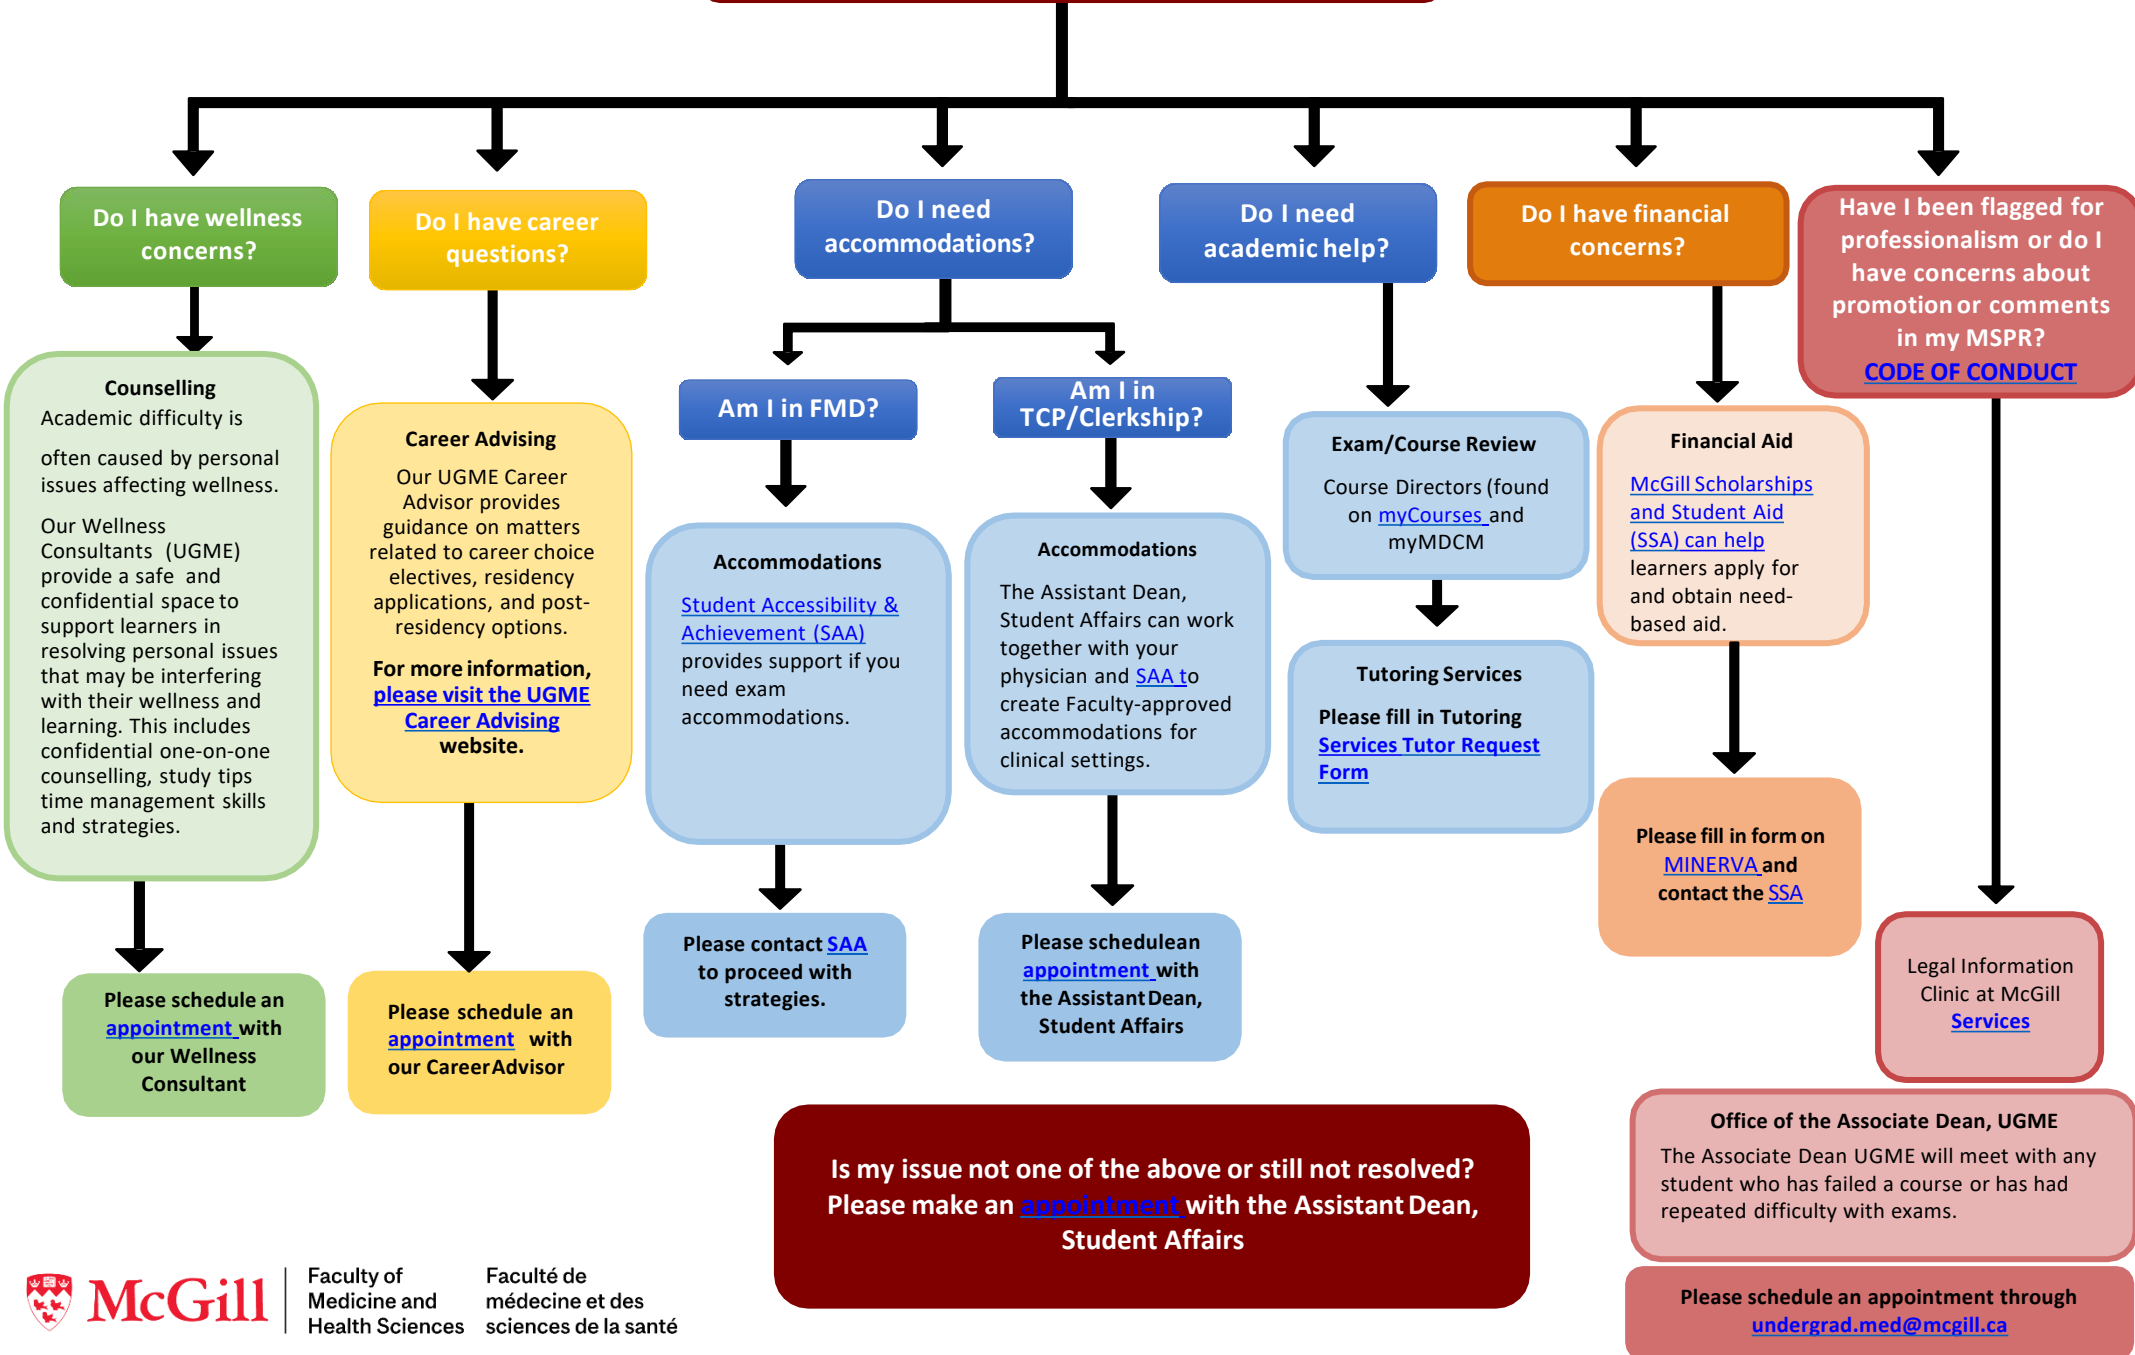 Do I have wellness
concerns?
Do I have career
questions?
Do I need
accommodations?
Do I need
academic help?
Do I have financial
concerns?
Have I been flagged for
professionalism or do I
have concerns about
promotion or comments
in my MSPR?
CODE OF CONDUCT
Counselling
Academic difficulty is
often caused by personal
issues affecting wellness.
Our Wellness
Consultants (UGME)
provide a safe and
confidential space to
support learners in
resolving personal issues
that may be interfering
with their wellness and
learning. This includes
confidential one-on-one
counselling, study tips
time management skills
and strategies.
Please schedule an
appointment with
our Wellness
Consultant
Career Advising
Our UGME Career
Advisor provides
guidance on matters
related to career choice
electives, residency
applications, and post-
residency options.
For more information,
please visit the UGME
Career Advising
website.
Please schedule an
appointment with
our Career Advisor
Am I in FMD?
Accommodations
Student Accessibility &
Achievement (SAA)
provides support if you
need exam
accommodations.
Please contact SAA
to proceed with
strategies.
Am I in
TCP/Clerkship?
Accommodations
The Assistant Dean,
Student Affairs can work
together with your
physician and SAA to
create Faculty-approved
accommodations for
clinical settings.
Please schedulean
appointment with
the Assistant Dean,
Student Affairs
Exam/Course Review
Course Directors (found
on myCourses and
myMDCM
Tutoring Services
Please fill in Tutoring
Services Tutor Request
Form
Financial Aid
McGill Scholarships
and Student Aid
(SSA) can help
learners apply for
and obtain need-
based aid.
Please fill in form on
MINERVA and
contact the SSA
Legal Information
Clinic at McGill
Services
Office of the Associate Dean, UGME
The Associate Dean UGME will meet with any
student who has failed a course or has had
repeated difficulty with exams.
Please schedule an appointment through
undergrad.med@mcgill.ca
Is my issue not one of the above or still not resolved?
Please make an appointment with the Assistant Dean,
Student Affairs
McGill
Faculty of
Medicine and
Health Sciences
Faculté de
médecine et des
sciences de la santé